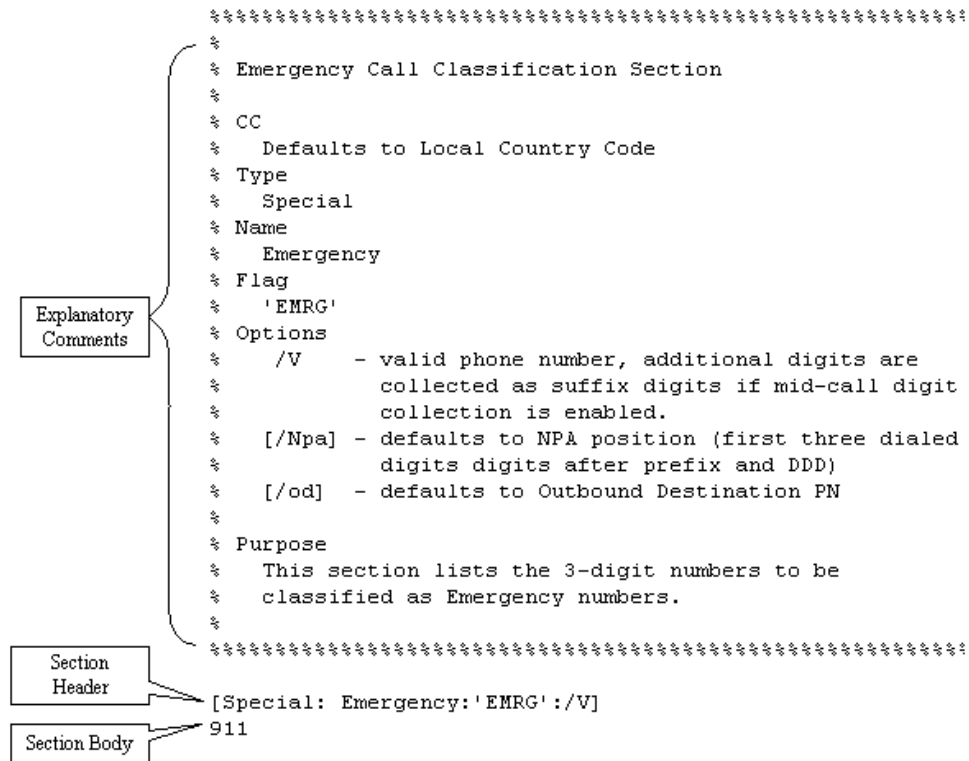 %%%%%%%%%%%%%%%%%%%%%%%%%%%%%%%%%%%%%%%%%%%%%%%%%%%%%%%%%%
%
% Emergency Call Classification Section
%
% CC
%   Defaults to Local Country Code
% Type
%   Special
% Name
%   Emergency
% Flag
%   'EMRG'
% Options
%    /V    - valid phone number, additional digits are
%            collected as suffix digits if mid-call digit
%            collection is enabled.
%   [/Npa] - defaults to NPA position (first three dialed
%            digits digits after prefix and DDD)
%   [/od]  - defaults to Outbound Destination PN
%
% Purpose
%   This section lists the 3-digit numbers to be
%   classified as Emergency numbers.
%
%%%%%%%%%%%%%%%%%%%%%%%%%%%%%%%%%%%%%%%%%%%%%%%%%%%%%%%%%%
Explanatory
Comments
Section
Header
[Special: Emergency:'EMRG':/V]
Section Body
911